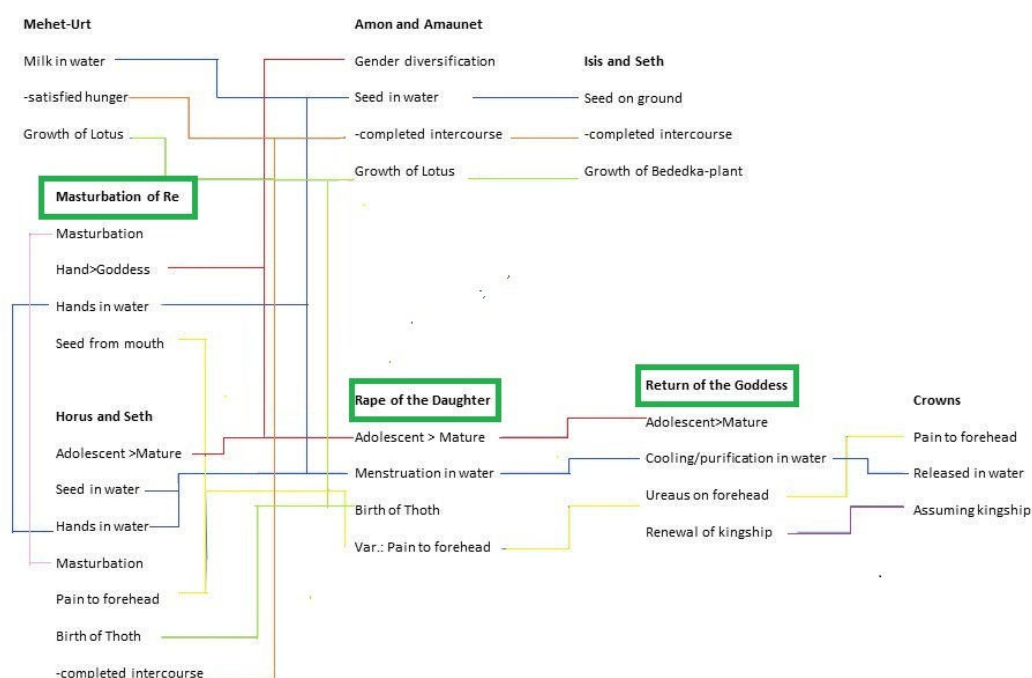 Mehet-Urt
Milk in water
-satisfied hunger
Growth of Lotus
Amon and Amaunet
Gender diversification
Seed in water
-completed intercourse
Growth of Lotus
Isis and Seth
Seed on ground
-completed intercourse
Growth of Bededka-plant
Masturbation of Re
Masturbation
Hand>Goddess
Hands in water
Seed from mouth
Horus and Seth
Adolescent >Mature
Seed in water
Hands in water
Masturbation
Pain to forehead
Birth of Thoth
-completed intercourse
Rape of the Daughter
Adolescent > Mature
Menstruation in water
Birth of Thoth
Var.: Pain to forehead
Return of the Goddess
Adolescent>Mature
Cooling/purification in water
Ureaus on forehead
Renewal of kingship
Crowns
Pain to forehead
Released in water
Assuming kingship